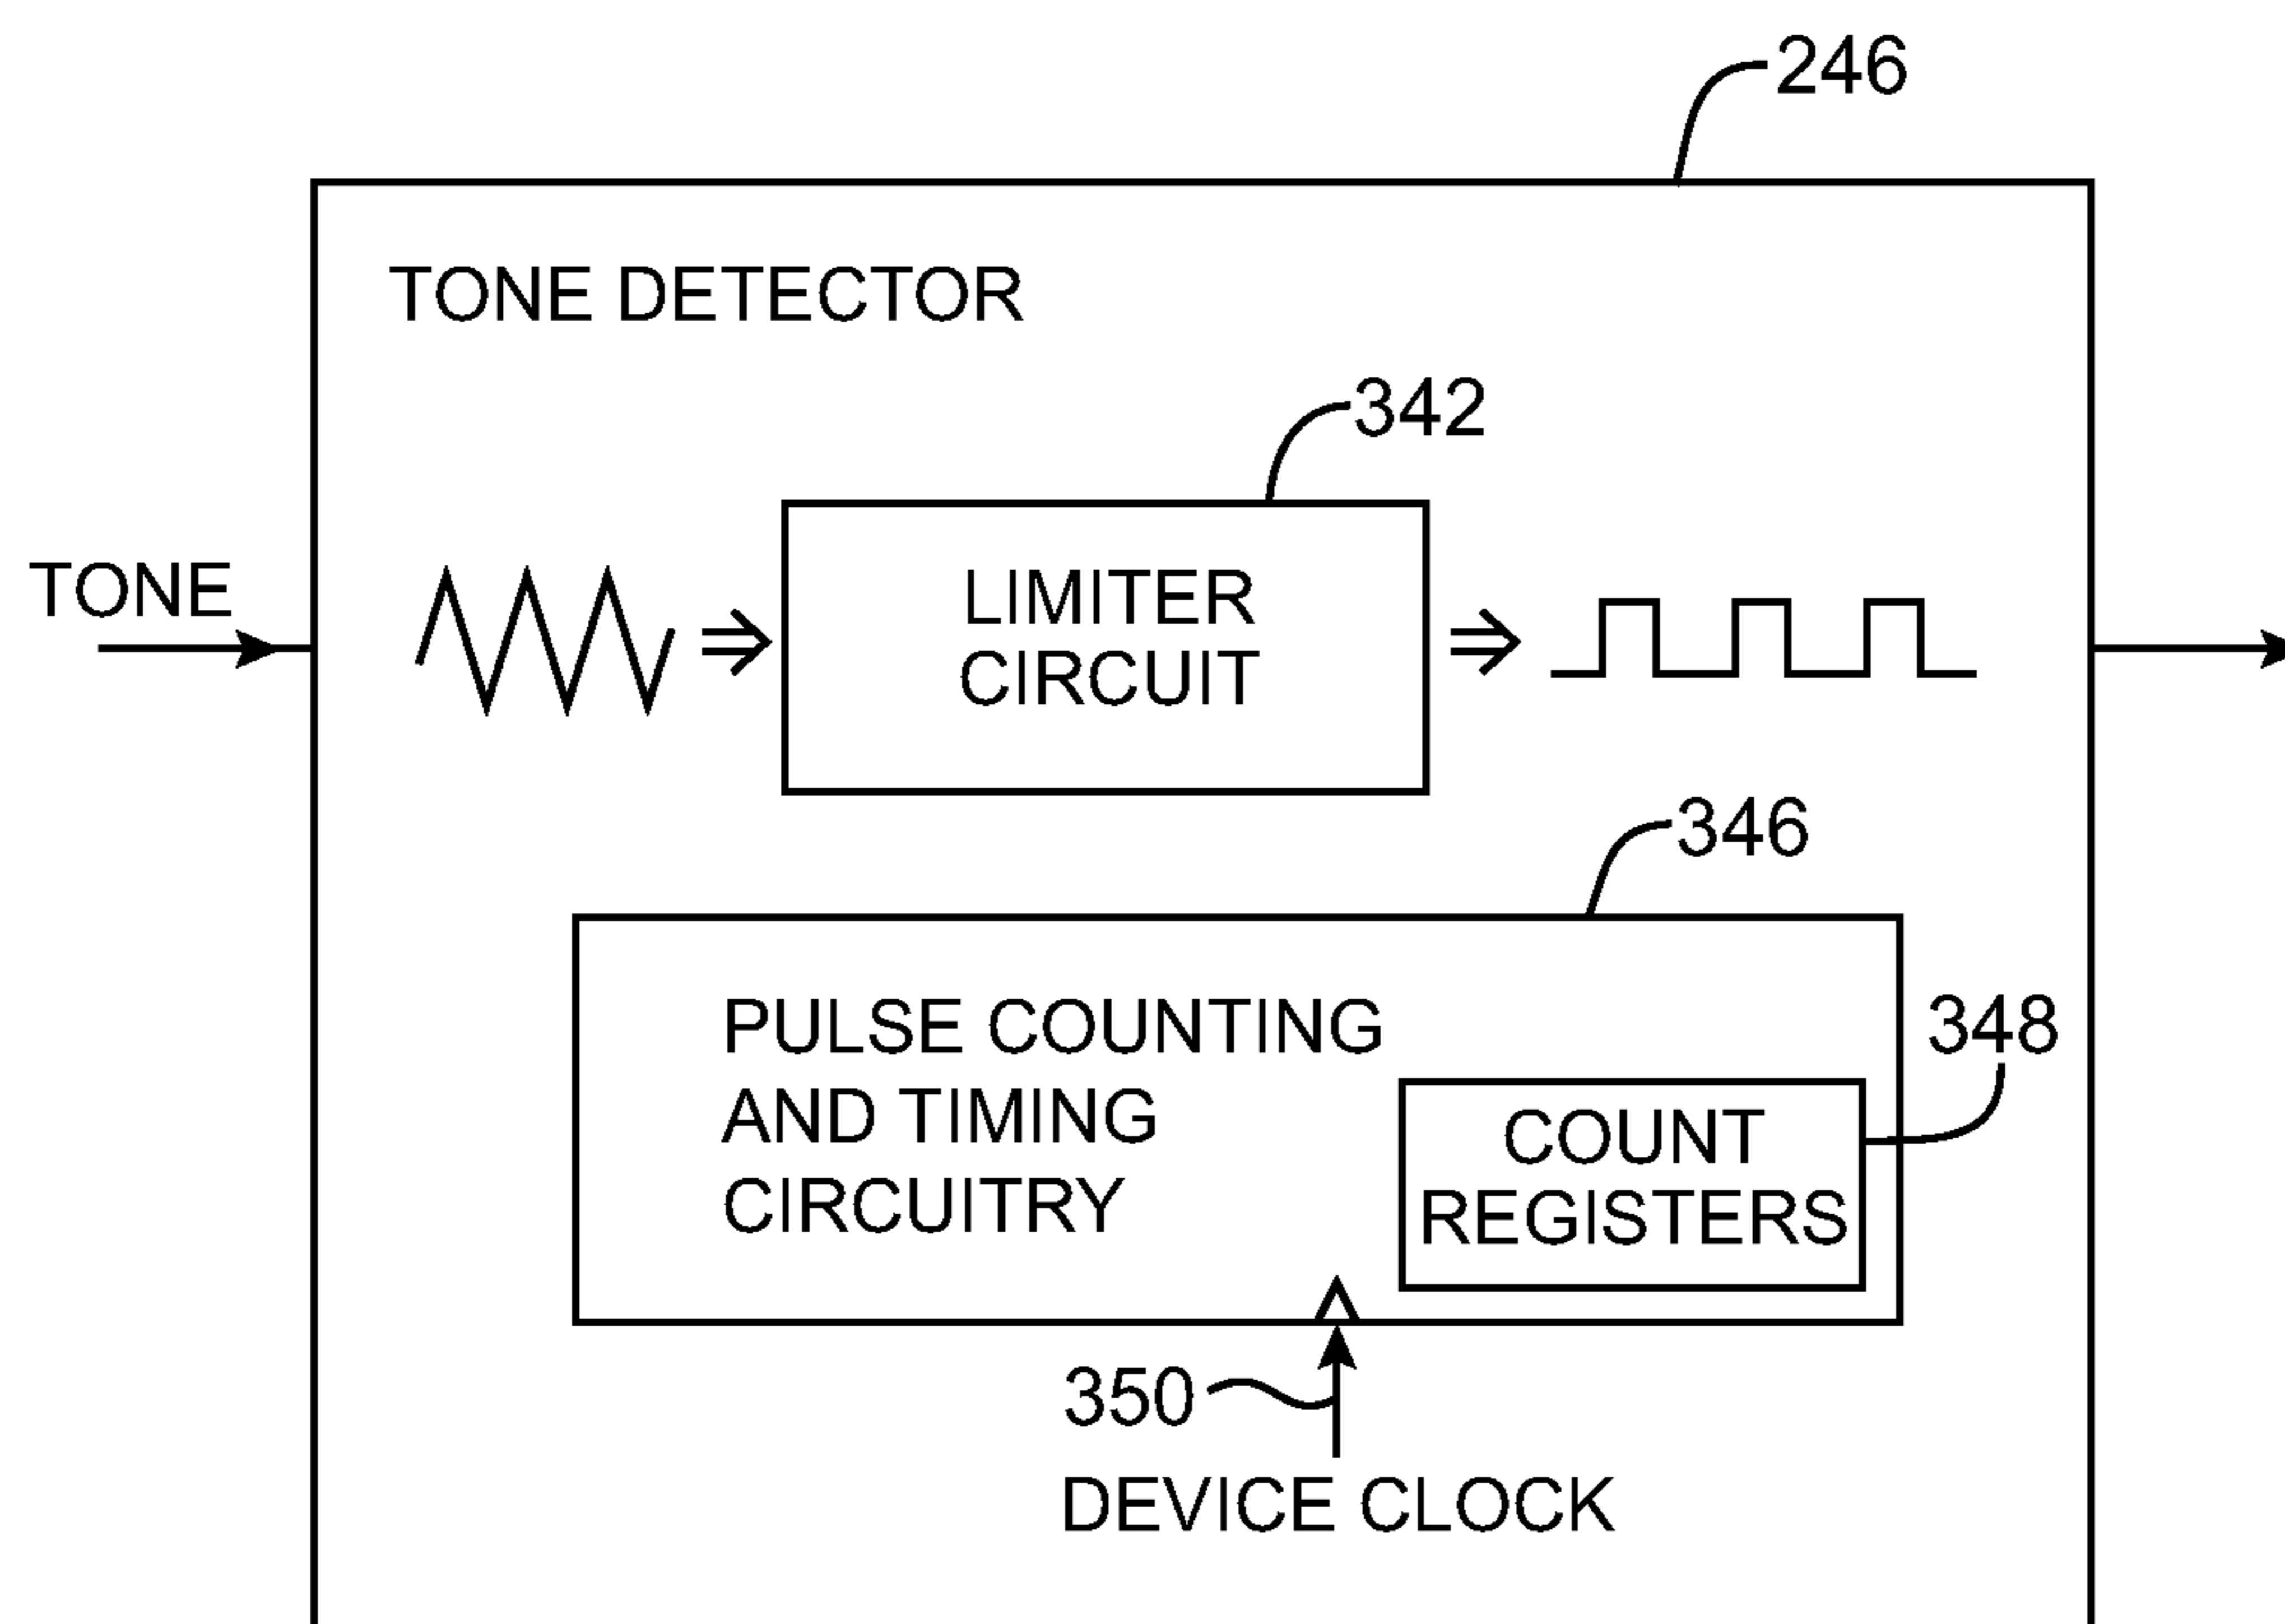 246
TONE DETECTOR
342
TONE
LIMITER
CIRCUIT
346
PULSE COUNTING
AND TIMING
CIRCUITRY
348
COUNT
REGISTERS
350
DEVICE CLOCK